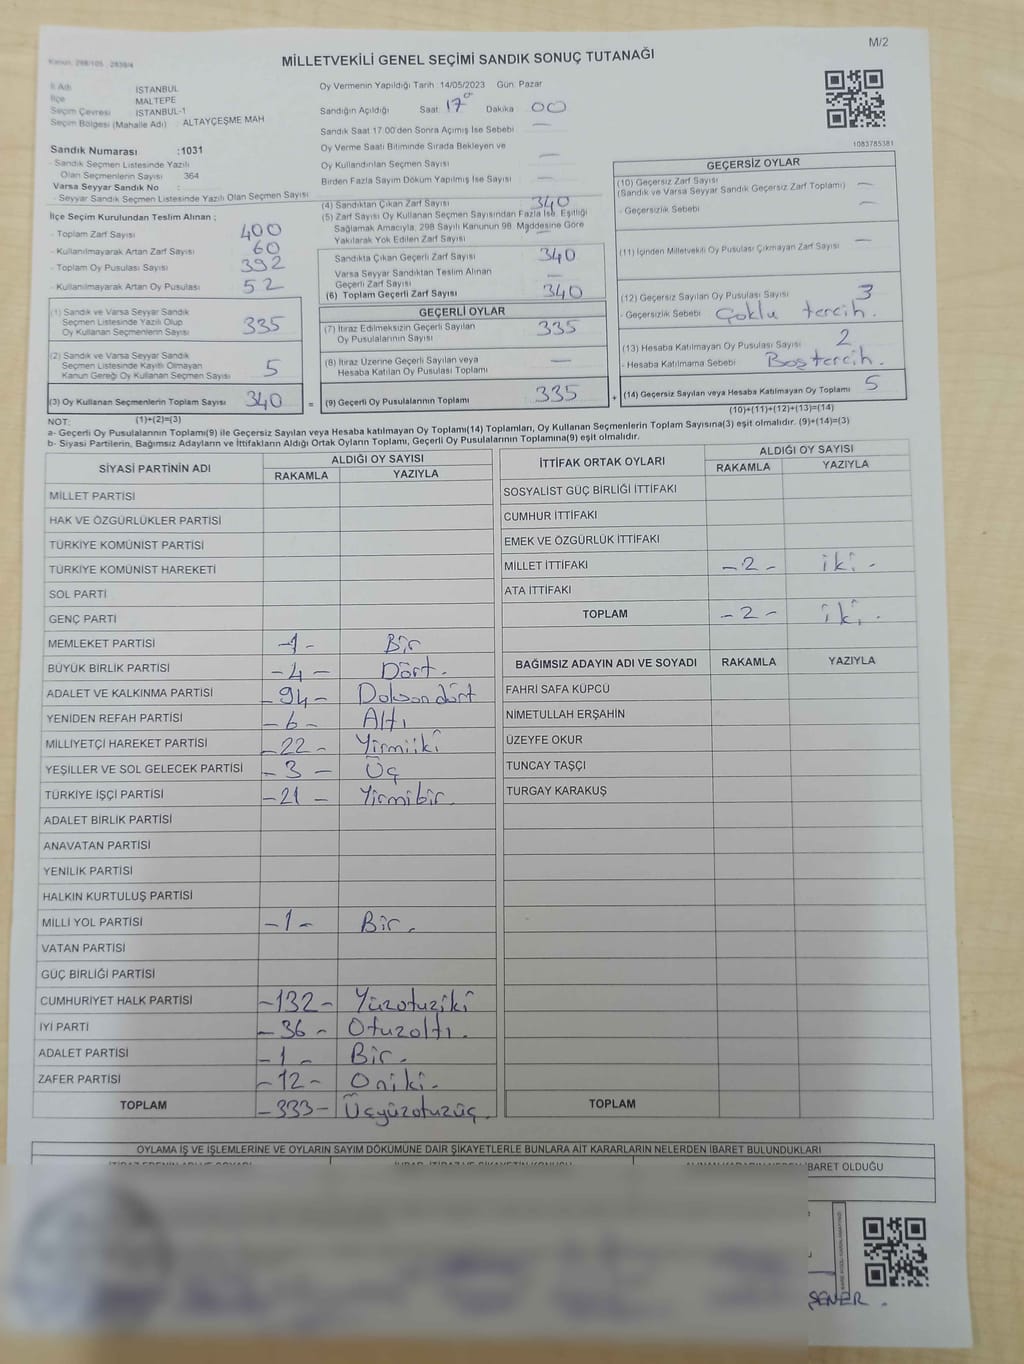 M/2
Kanun: 298/105 , 2839/4
MİLLETVEKİLİ GENEL SEÇİMİ SANDIK SONUÇ TUTANAĞI
İl Adı İSTANBUL
İlçe MALTEPE
Seçim Çevresi İSTANBUL-1
Seçim Bölgesi (Mahalle Adı) : ALTAYÇEŞME MAH
Sandık Numarası :1031
- Sandık Seçmen Listesinde Yazılı
Olan Seçmenlerin Sayısı 364
Varsa Seyyar Sandık No :
- Seyyar Sandık Seçmen Listesinde Yazılı Olan Seçmen Sayısı
İlçe Seçim Kurulundan Teslim Alınan ;
- Toplam Zarf Sayısı 400
- Kullanılmayarak Artan Zarf Sayısı 60
- Toplam Oy Pusulası Sayısı 392
- Kullanılmayarak Artan Oy Pusulası 52
(1) Sandık ve Varsa Seyyar Sandık
Seçmen Listesinde Yazılı Olup
Oy Kullanan Seçmenlerin Sayısı 335
(2) Sandık ve Varsa Seyyar Sandık
Seçmen Listesinde Kayıtlı Olmayan
Kanun Gereği Oy Kullanan Seçmen Sayısı 5
(3) Oy Kullanan Seçmenlerin Toplam Sayısı 340 =
Oy Vermenin Yapıldığı Tarih :14/05/2023 Gün: Pazar
Sandığın Açıldığı Saat 17 Dakika 00
Sandık Saat 17.00'den Sonra Açımış İse Sebebi —
Oy Verme Saati Bitiminde Sırada Bekleyen ve
Oy Kullandırılan Seçmen Sayısı —
Birden Fazla Sayım Döküm Yapılmış İse Sayısı —
(4) Sandıktan Çıkan Zarf Sayısı 340
(5) Zarf Sayısı Oy Kullanan Seçmen Sayısından Fazla İse, Eşitliği
Sağlamak Amacıyla, 298 Sayılı Kanunun 98. Maddesine Göre
Yakılarak Yok Edilen Zarf Sayısı —
Sandıkta Çıkan Geçerli Zarf Sayısı 340
Varsa Seyyar Sandıktan Teslim Alınan
Geçerli Zarf Sayısı —
(6) Toplam Geçerli Zarf Sayısı 340
GEÇERLİ OYLAR
(7) İtiraz Edilmeksizin Geçerli Sayılan
Oy Pusulalarının Sayısı 335
(8) İtiraz Üzerine Geçerli Sayılan veya
Hesaba Katılan Oy Pusulası Toplamı —
(9) Geçerli Oy Pusulalarının Toplamı 335 +
1083785381
GEÇERSİZ OYLAR
(10) Geçersiz Zarf Sayısı —
(Sandık ve Varsa Seyyar Sandık Geçersiz Zarf Toplamı)
- Geçersizlik Sebebi —
(11) İçinden Milletvekili Oy Pusulası Çıkmayan Zarf Sayısı —
(12) Geçersiz Sayılan Oy Pusulası Sayısı 3
- Geçersizlik Sebebi Çoklu tercih.
(13) Hesaba Katılmayan Oy Pusulası Sayısı 2
- Hesaba Katılmama Sebebi Boş tercih.
(14) Geçersiz Sayılan veya Hesaba Katılmayan Oy Toplamı 5
NOT: (1)+(2)=(3) (10)+(11)+(12)+(13)=(14)
a- Geçerli Oy Pusulalarının Toplamı(9) ile Geçersiz Sayılan veya Hesaba katılmayan Oy Toplamı(14) Toplamları, Oy Kullanan Seçmenlerin Toplam Sayısına(3) eşit olmalıdır. (9)+(14)=(3)
b- Siyasi Partilerin, Bağımsız Adayların ve İttifakların Aldığı Ortak Oyların Toplamı, Geçerli Oy Pusulalarının Toplamına(9) eşit olmalıdır.
SİYASİ PARTİNİN ADI ALDIĞI OY SAYISI
RAKAMLA YAZIYLA
MİLLET PARTİSİ
HAK VE ÖZGÜRLÜKLER PARTİSİ
TÜRKİYE KOMÜNİST PARTİSİ
TÜRKİYE KOMÜNİST HAREKETİ
SOL PARTİ
GENÇ PARTİ
MEMLEKET PARTİSİ -1- Bir
BÜYÜK BİRLİK PARTİSİ -4- Dört.
ADALET VE KALKINMA PARTİSİ -94- Doksandört
YENİDEN REFAH PARTİSİ -6- Altı
MİLLİYETÇİ HAREKET PARTİSİ -22- Yirmiiki
YEŞİLLER VE SOL GELECEK PARTİSİ -3- Üç
TÜRKİYE İŞÇİ PARTİSİ -21- Yirmibir.
ADALET BİRLİK PARTİSİ
ANAVATAN PARTİSİ
YENİLİK PARTİSİ
HALKIN KURTULUŞ PARTİSİ
MİLLİ YOL PARTİSİ -1- Bir.
VATAN PARTİSİ
GÜÇ BİRLİĞİ PARTİSİ
CUMHURİYET HALK PARTİSİ -132- Yüzotuziki
İYİ PARTİ -36- Otuzaltı.
ADALET PARTİSİ -1- Bir.
ZAFER PARTİSİ -12- Oniki.
TOPLAM -333- Üçyüzotuzüç.
İTTİFAK ORTAK OYLARI ALDIĞI OY SAYISI
RAKAMLA YAZIYLA
SOSYALİST GÜÇ BİRLİĞİ İTTİFAKI
CUMHUR İTTİFAKI
EMEK VE ÖZGÜRLÜK İTTİFAKI
MİLLET İTTİFAKI -2- iki.
ATA İTTİFAKI
TOPLAM -2- iki.
BAĞIMSIZ ADAYIN ADI VE SOYADI RAKAMLA YAZIYLA
FAHRİ SAFA KÜPCÜ
NİMETULLAH ERŞAHİN
ÜZEYFE OKUR
TUNCAY TAŞÇI
TURGAY KARAKUŞ
TOPLAM
OYLAMA İŞ VE İŞLEMLERİNE VE OYLARIN SAYIM DÖKÜMÜNE DAİR ŞİKAYETLERLE BUNLARA AİT KARARLARIN NELERDEN İBARET BULUNDUKLARI
İBARET OLDUĞU
ŞENER.